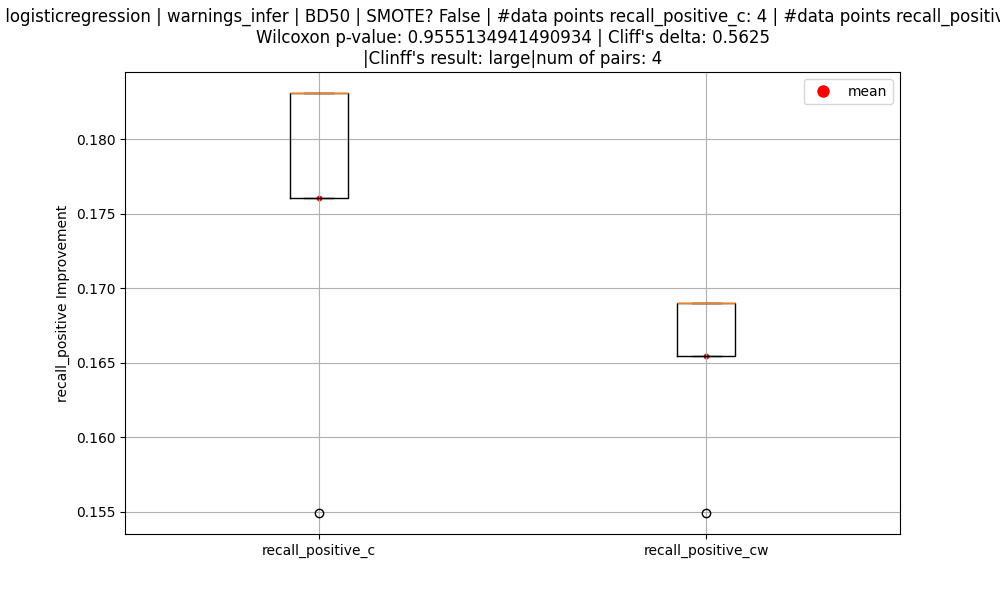 logisticregression | warnings_infer | BD50 | SMOTE? False | #data points recall_positive_c: 4 | #data points
Wilcoxon p-value: 0.9555134941490934 | Cliff's delta: 0.5625
|Clinff's result: large|num of pairs: 4
mean
0.180
0.175
0.170
0.165
0.160
0.155
recall_positive Improvement
recall_positive_c
recall_positive_cw